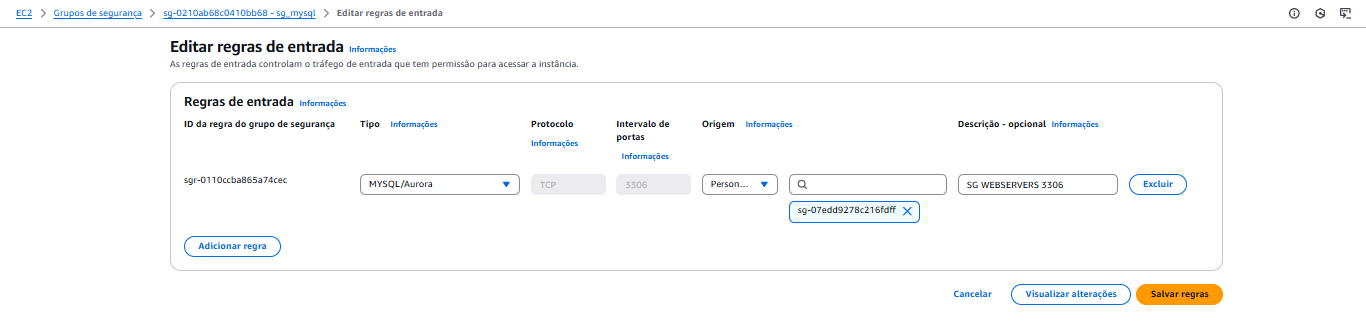 EC2 > Grupos de segurança > sg-0210ab68c0410bb68 - sg_mysql > Editar regras de entrada
Editar regras de entrada Informações
As regras de entrada controlam o tráfego de entrada que tem permissão para acessar a instância.
Regras de entrada Informações
ID da regra do grupo de segurança Tipo Informações Protocolo Informações Intervalo de portas Informações Origem Informações Descrição - opcional Informações
sgr-0110ccba865a74cec MYSQL/Aurora TCP 3306 Person... SG WEBSERVERS 3306 Excluir
sg-07edd9278c216fdff
Adicionar regra
Cancelar Visualizar alterações Salvar regras